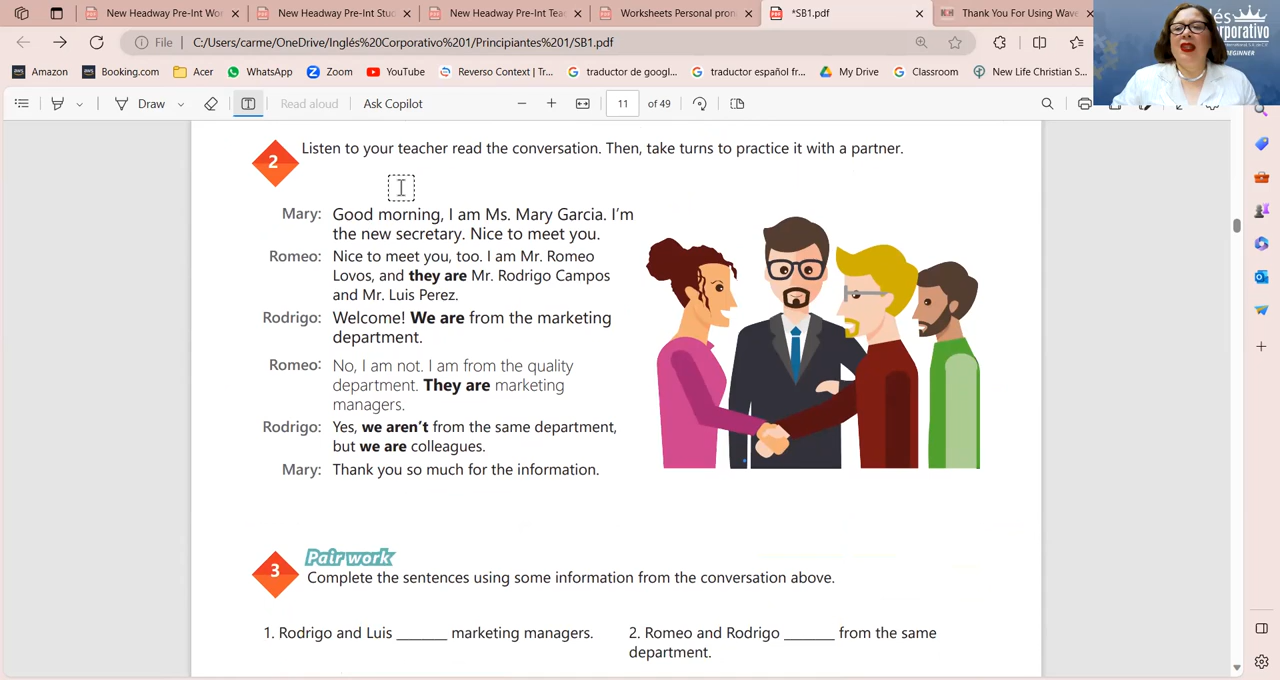 New Headway Pre-Int Wor
New Headway Pre-Int Stu
New Headway Pre-Int Tea
Worksheets Personal pron
*SB1.pdf
Thank You For Using Wav
File
C:/Users/carme/OneDrive/Inglés%20Corporativo%201/Principiantes%201/SB1.pdf
Amazon
Booking.com
Acer
WhatsApp
Zoom
YouTube
Reverso Context | Tr...
traductor de googl...
traductor español fr...
My Drive
Classroom
New Life Christian S...
Draw
Read aloud
Ask Copilot
11
of 49
2
Listen to your teacher read the conversation. Then, take turns to practice it with a partner.
Mary: Good morning, I am Ms. Mary Garcia. I'm
the new secretary. Nice to meet you.
Romeo: Nice to meet you, too. I am Mr. Romeo
Lovos, and they are Mr. Rodrigo Campos
and Mr. Luis Perez.
Rodrigo: Welcome! We are from the marketing
department.
Romeo: No, I am not. I am from the quality
department. They are marketing
managers.
Rodrigo: Yes, we aren't from the same department,
but we are colleagues.
Mary: Thank you so much for the information.
3
Pair work
Complete the sentences using some information from the conversation above.
1. Rodrigo and Luis _______ marketing managers.
2. Romeo and Rodrigo _______ from the same
department.